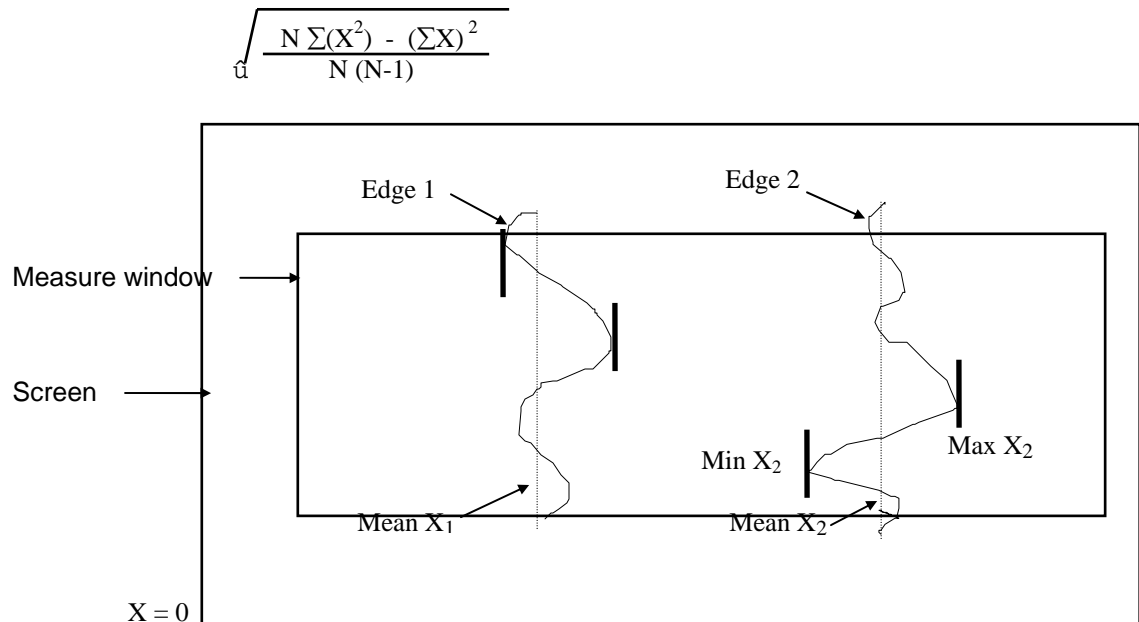 N ∑(X²) - (∑X) ²
û
N (N-1)
Edge 1
Edge 2
Measure window
Screen
Min X₂
Max X₂
Mean X₁
Mean X₂
X = 0